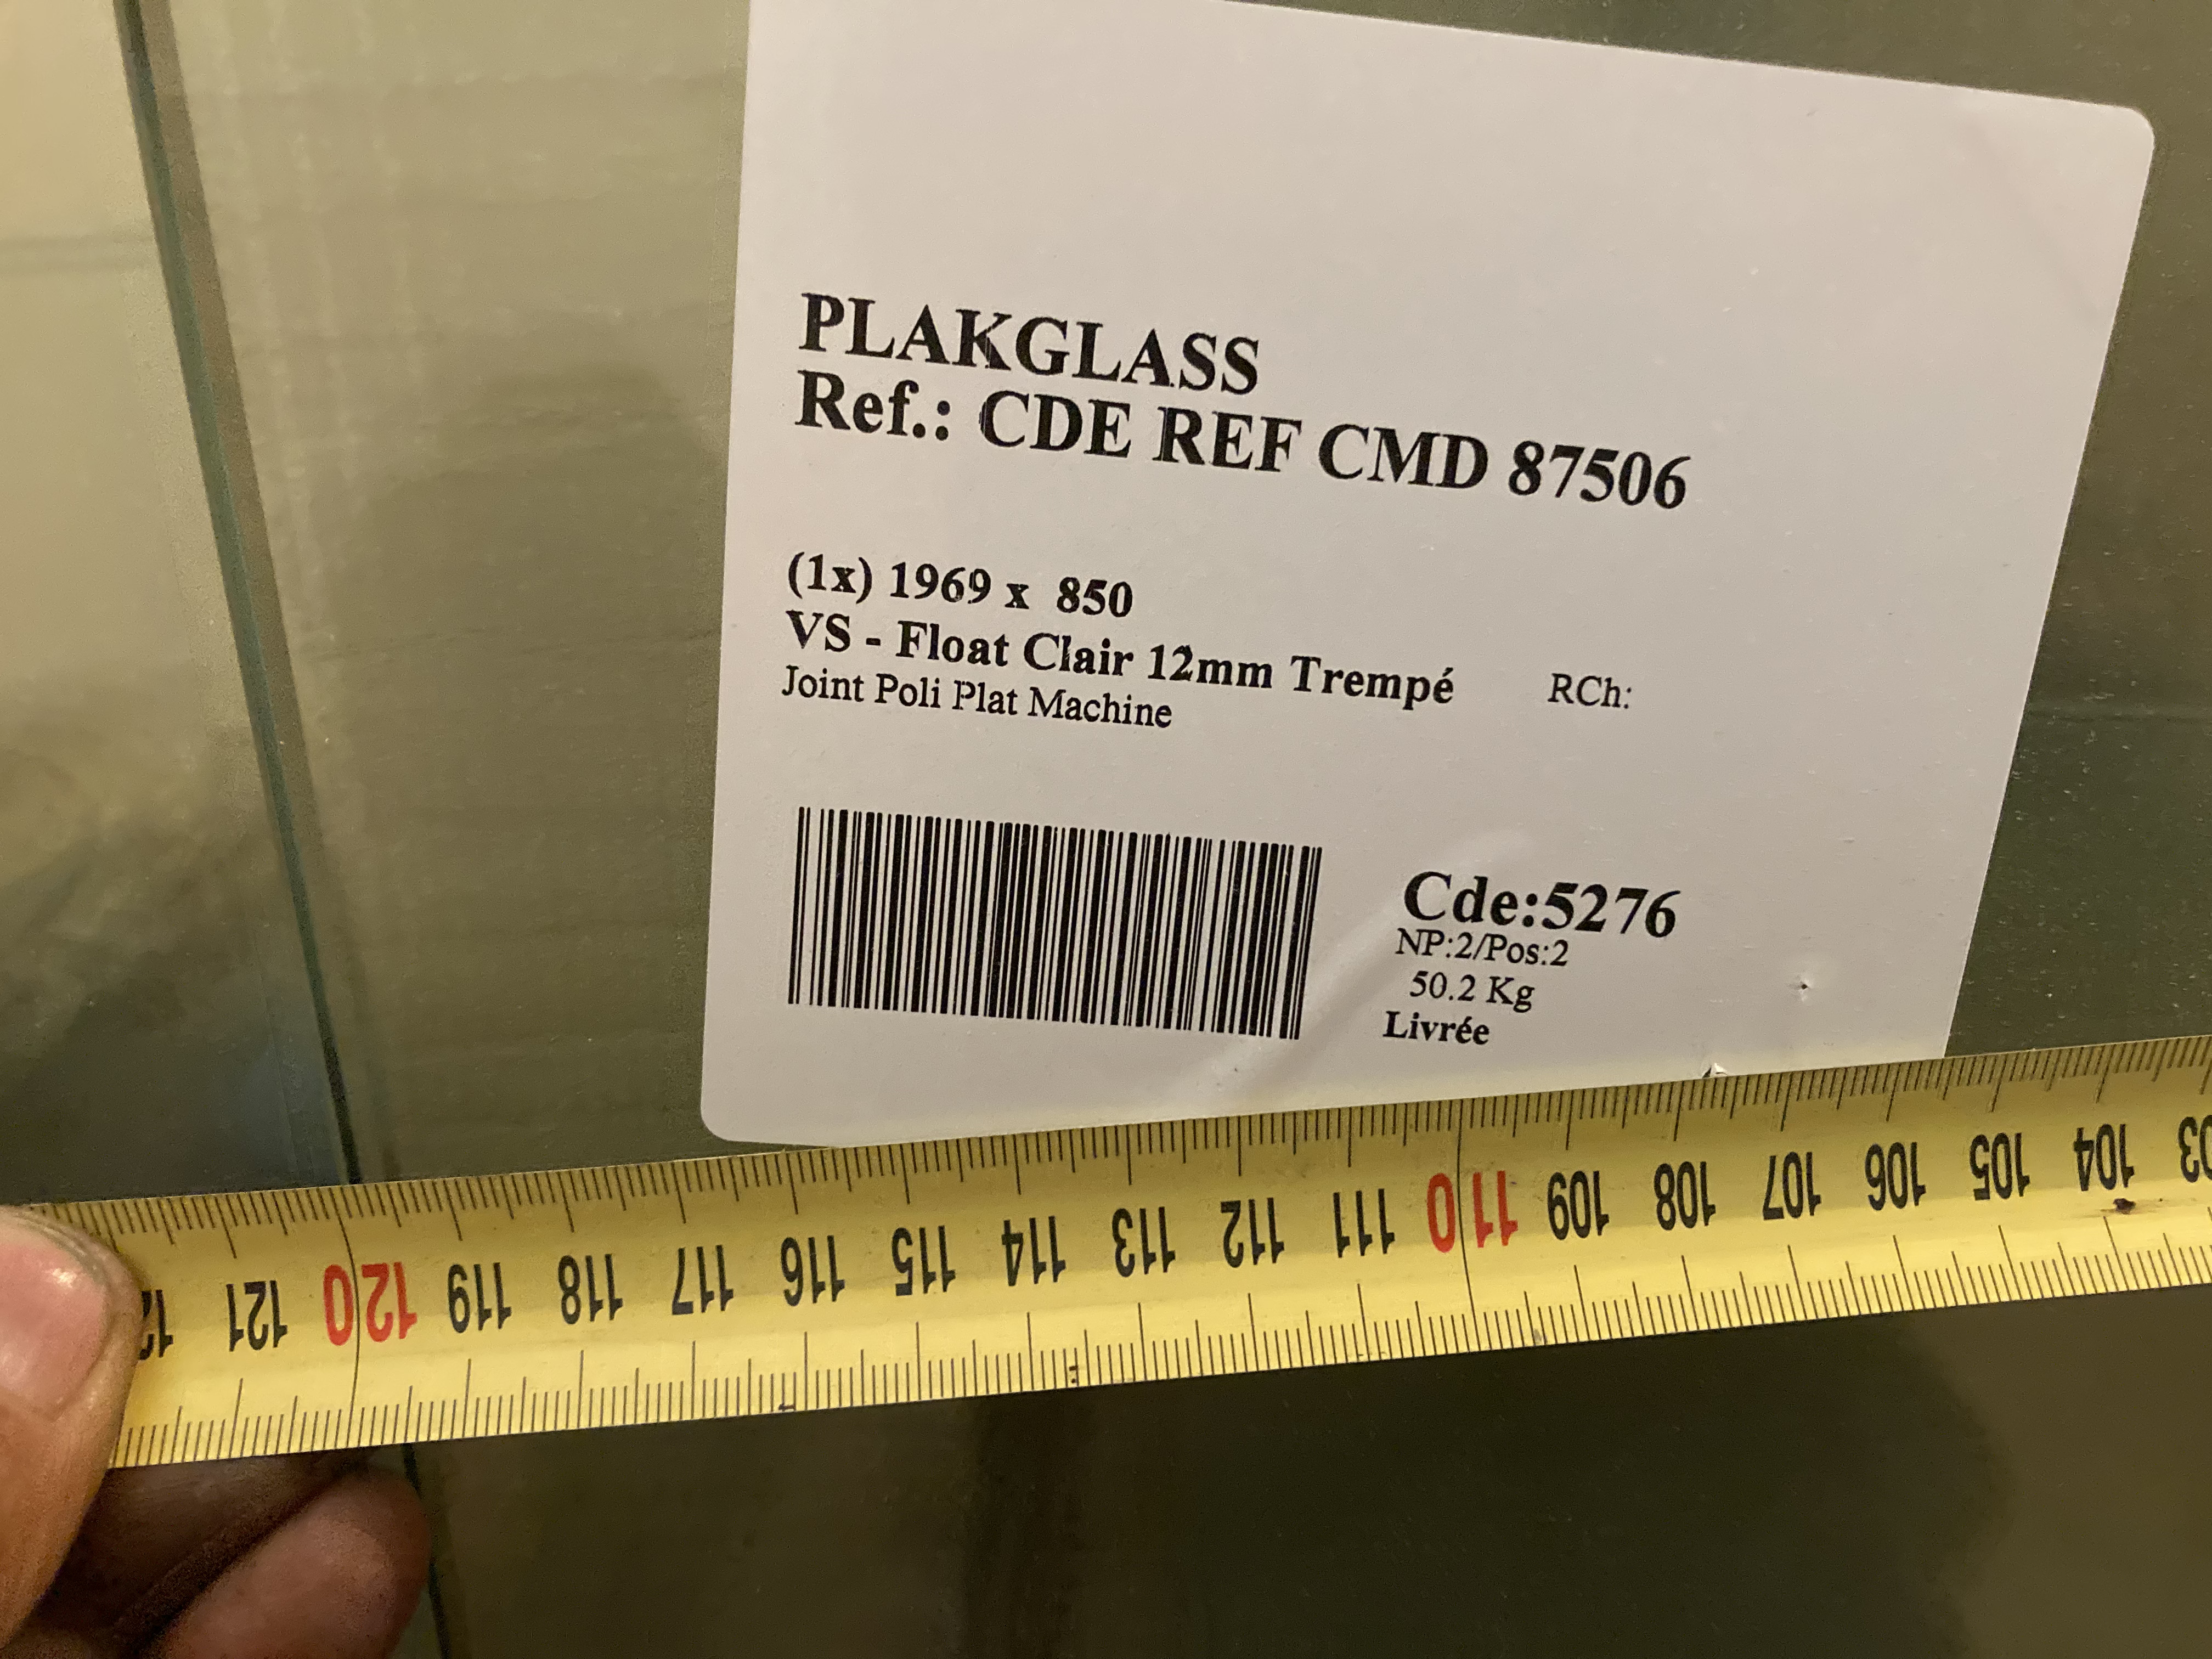 PLAKGLASS
Ref.: CDE REF CMD 87506
(1x) 1969 x 850
VS - Float Clair 12mm Trempé RCh:
Joint Poli Plat Machine
Cde:5276
NP:2/Pos:2
50.2 Kg
Livrée
121 120 119 118 117 116 115 114 113 112 111 110 109 108 107 106 105 104